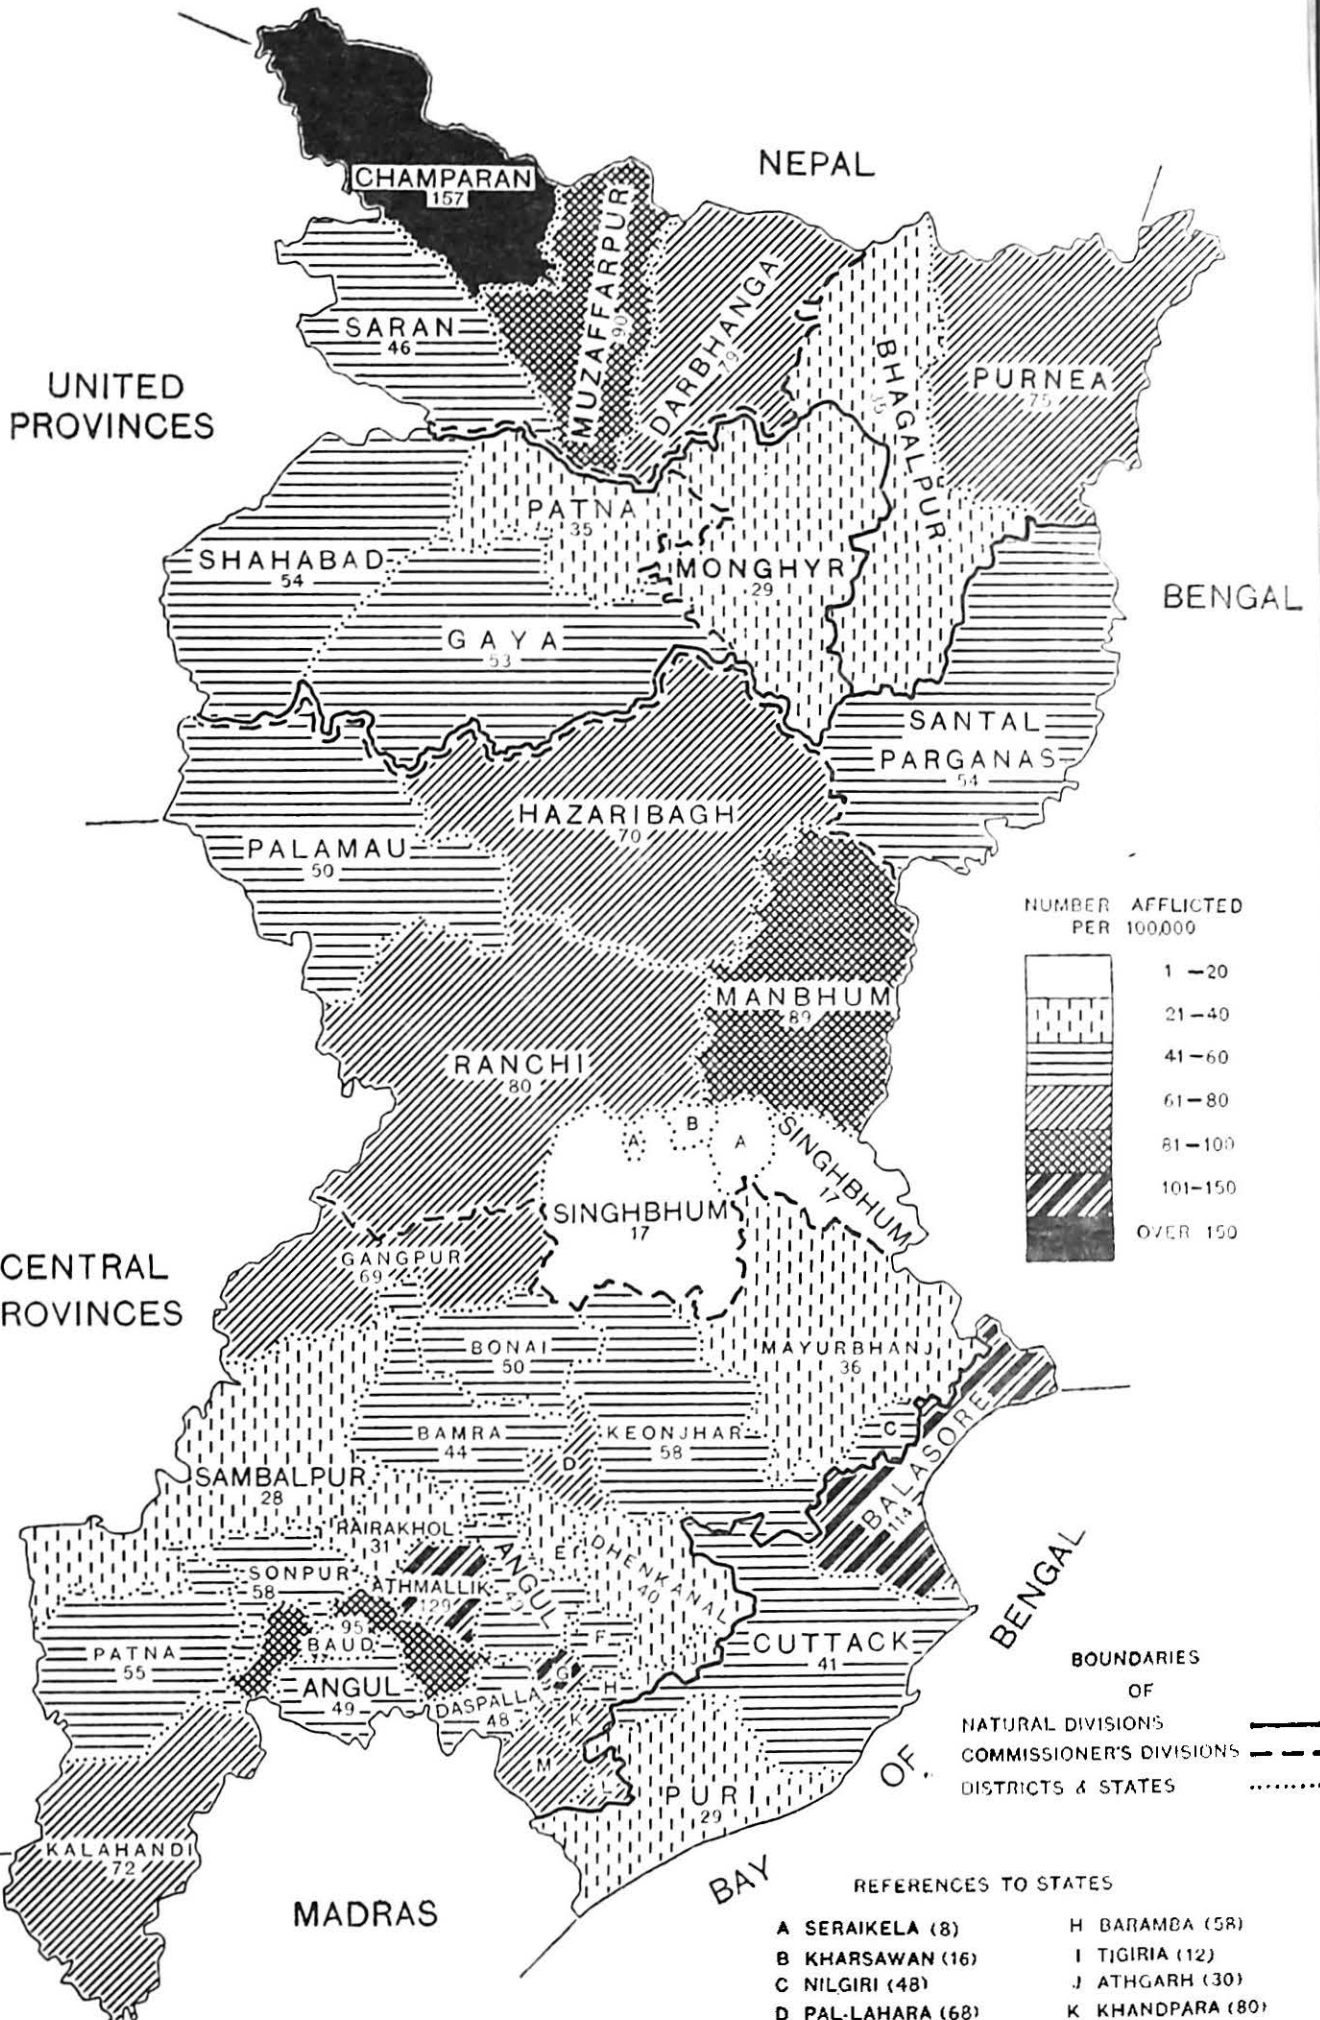 NEPAL
CHAMPARAN
157
MUZAFFARPUR
90
DARBHANGA
79
SARAN
46
BHAGALPUR
PURNEA
75
UNITED
PROVINCES
PATNA
35
SHAHABAD
54
MONGHYR
29
BENGAL
GAYA
53
SANTAL
PARGANAS
54
HAZARIBAGH
70
PALAMAU
50
NUMBER AFFLICTED
PER 100,000
1 – 20
21 – 40
41 – 60
61 – 80
81 – 100
101 – 150
OVER 150
MANBHUM
89
RANCHI
80
A
B
A
SINGHBHUM
17
SINGHBHUM
17
CENTRAL
ROVINCES
GANGPUR
69
BONAI
50
MAYURBHANJ
36
BAMRA
44
D
KEONJHAR
58
C
BALASORE
114
SAMBALPUR
28
RAIRAKHOL
31
SONPUR
58
ATHMALLIK
129
ANGUL
49
E
DHENKANAL
40
95
BAUD
PATNA
55
ANGUL
49
DASPALLA
48
F
G
H
I
J
K
L
M
CUTTACK
41
PURI
29
KALAHANDI
72
MADRAS
BAY
OF
BENGAL
BOUNDARIES
OF
NATURAL DIVISIONS
COMMISSIONER'S DIVISIONS
DISTRICTS & STATES
REFERENCES TO STATES
A SERAIKELA (8)
B KHARSAWAN (16)
C NILGIRI (48)
D PAL-LAHARA (68)
H BARAMBA (58)
I TIGIRIA (12)
J ATHGARH (30)
K KHANDPARA (80)